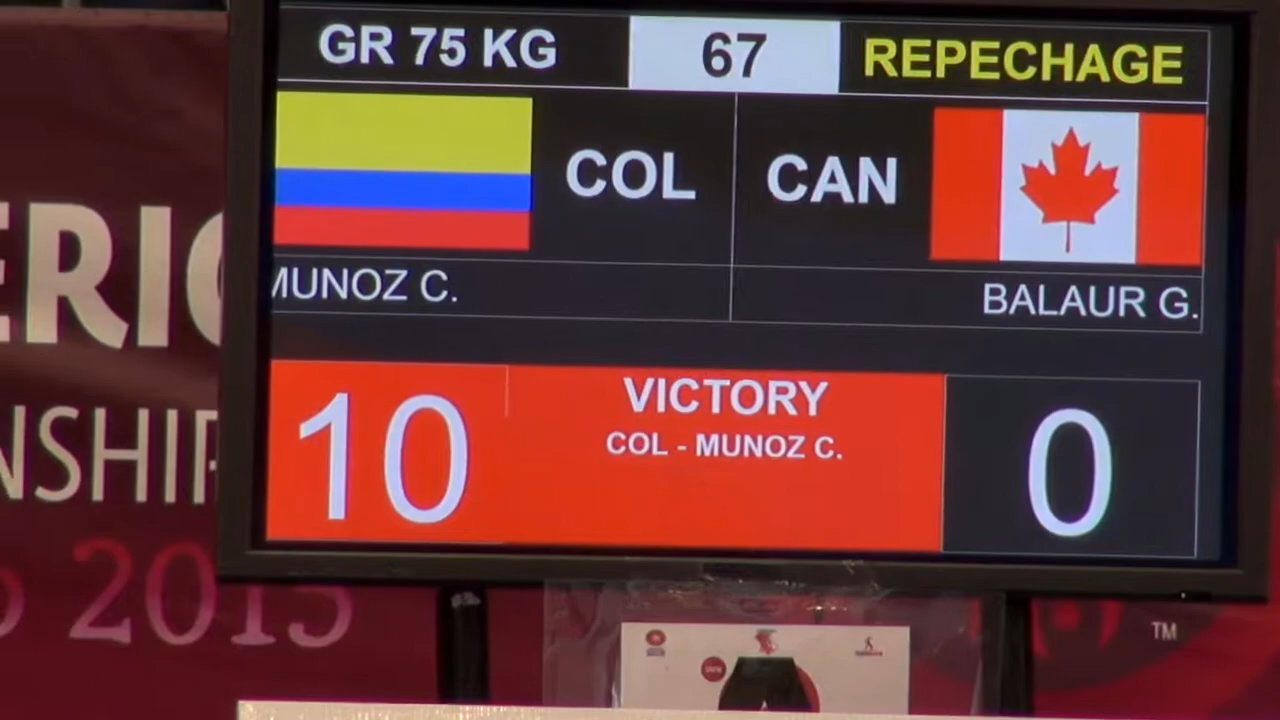 GR 75 KG 67 REPECHAGE
COL CAN
MUNOZ C. BALAUR G.
10 VICTORY 0
COL - MUNOZ C.
ERIC
NSHIP
2015
TM